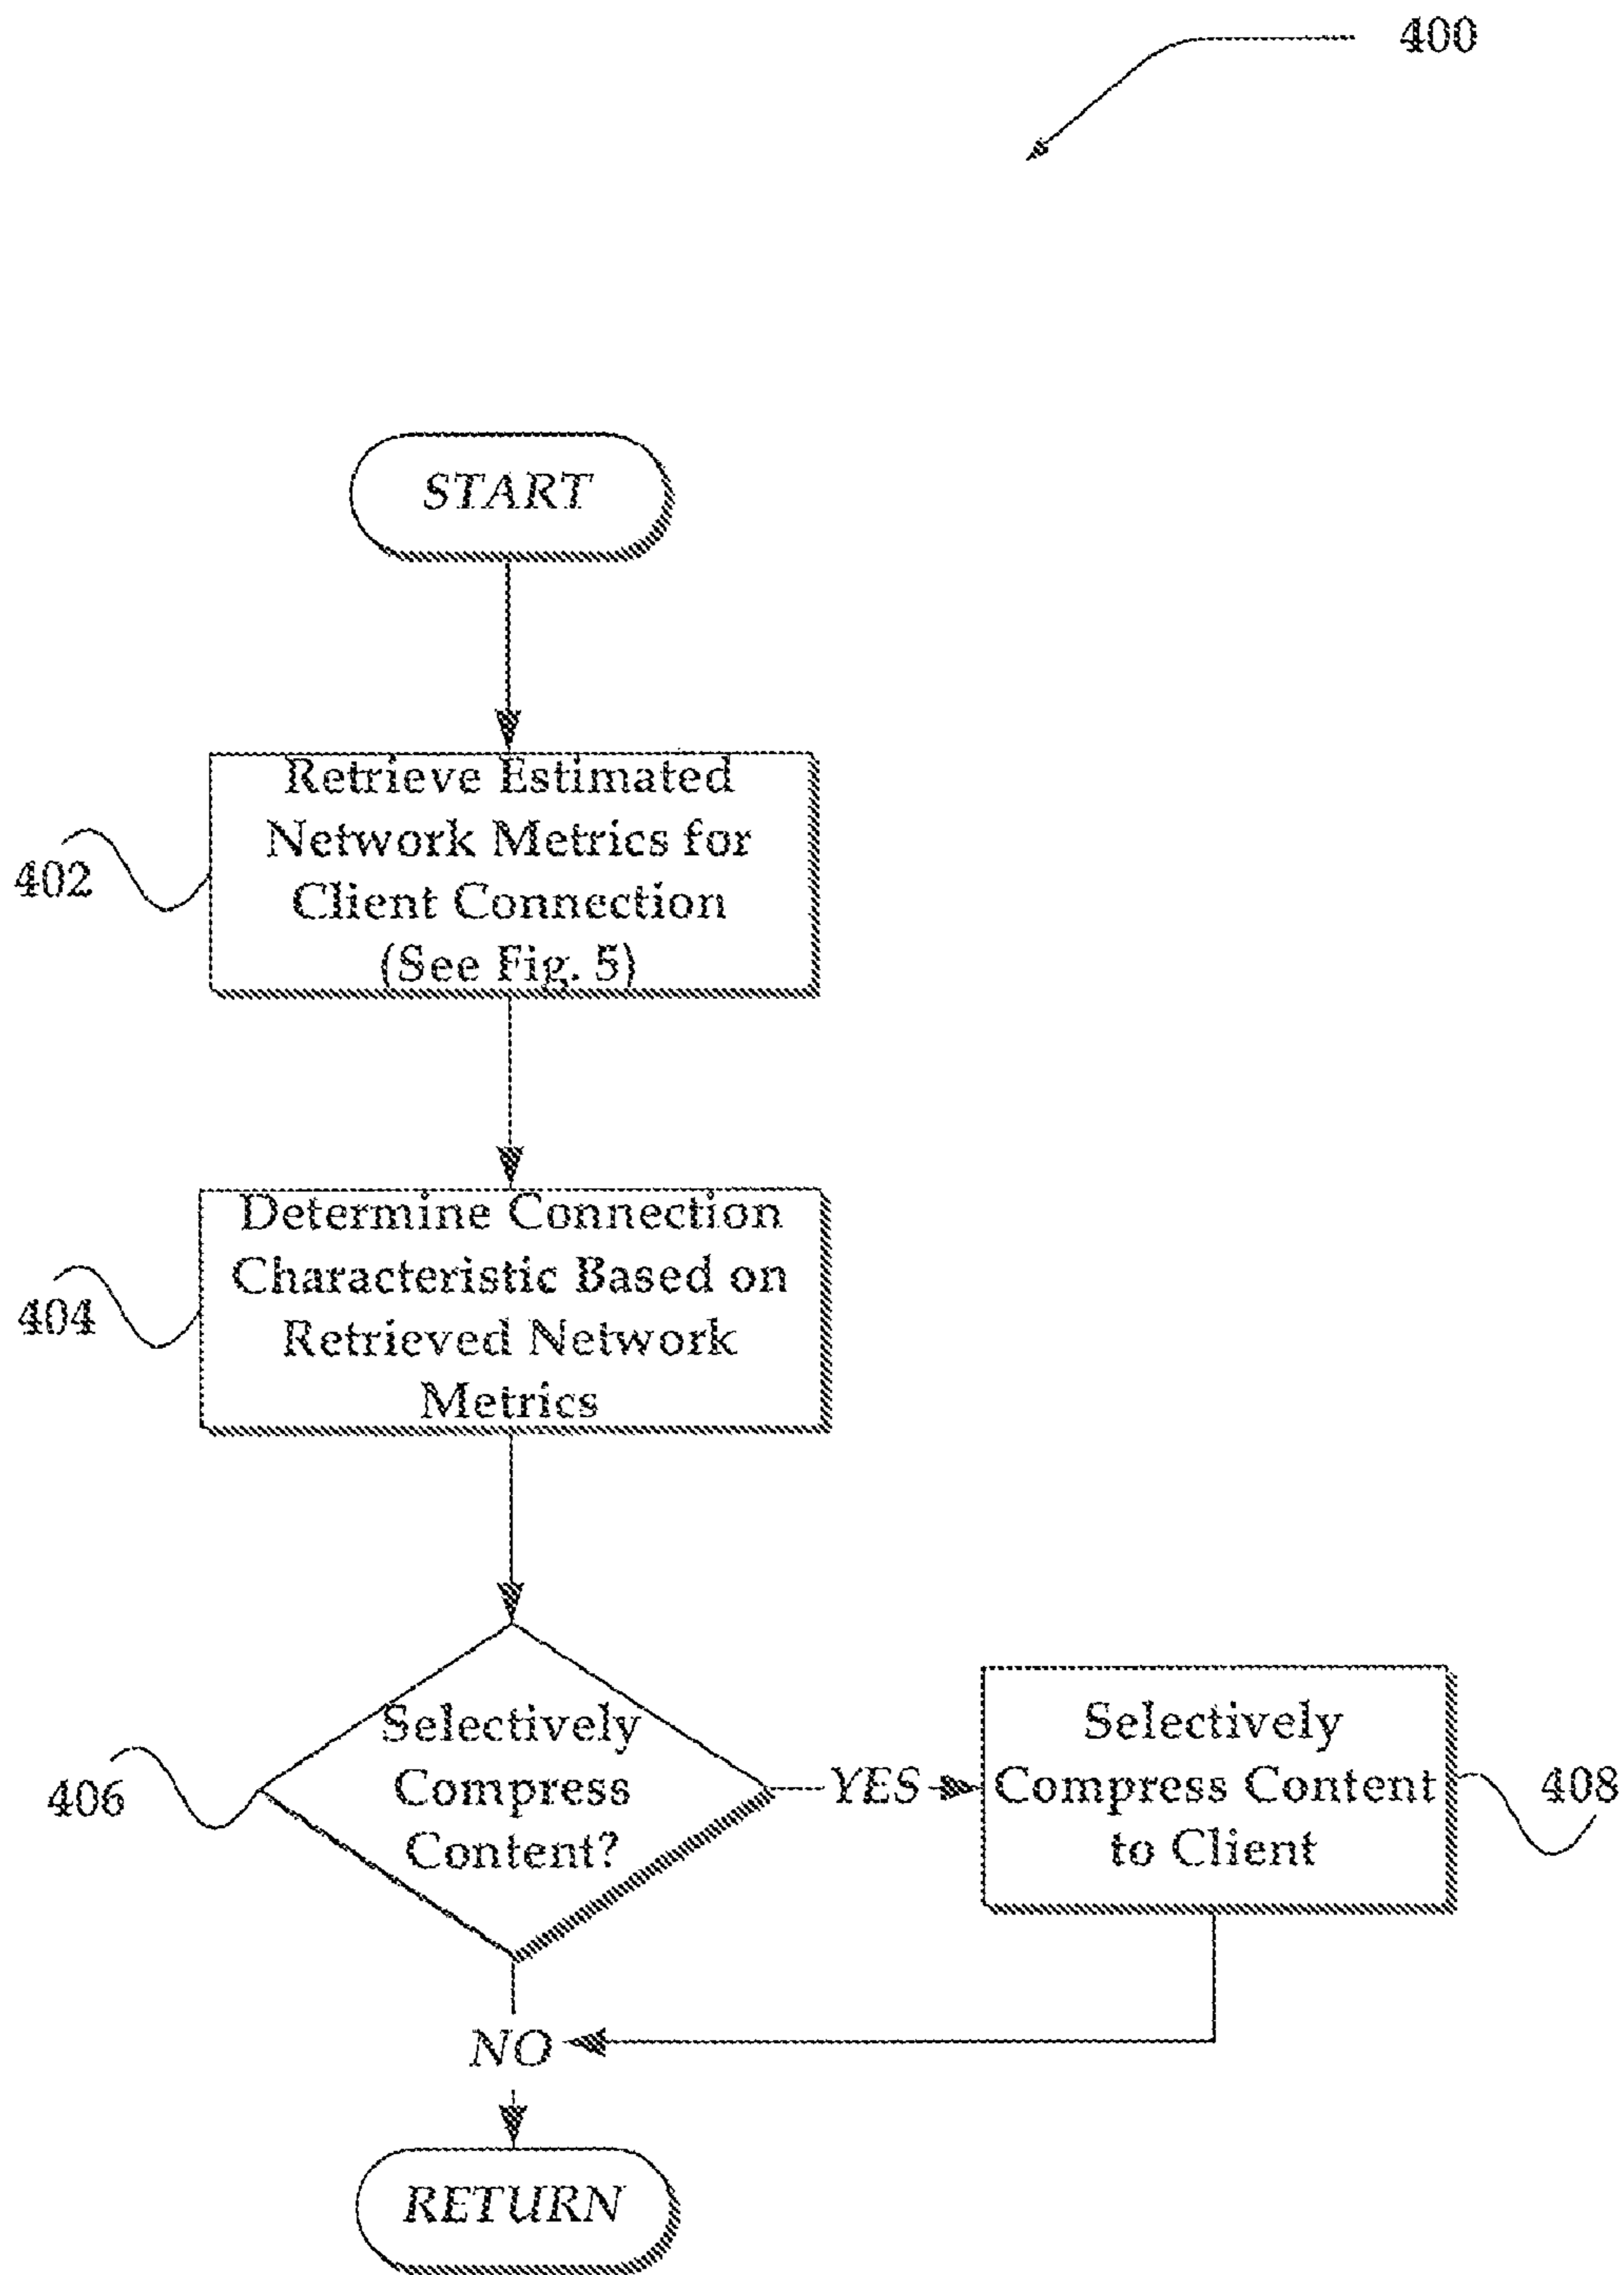 400
START
Retrieve Estimated
Network Metrics for
Client Connection
(See Fig. 5)
402
Determine Connection
Characteristic Based on
Retrieved Network
Metrics
404
Selectively
Compress
Content?
406
YES
Selectively
Compress Content
to Client
408
NO
RETURN